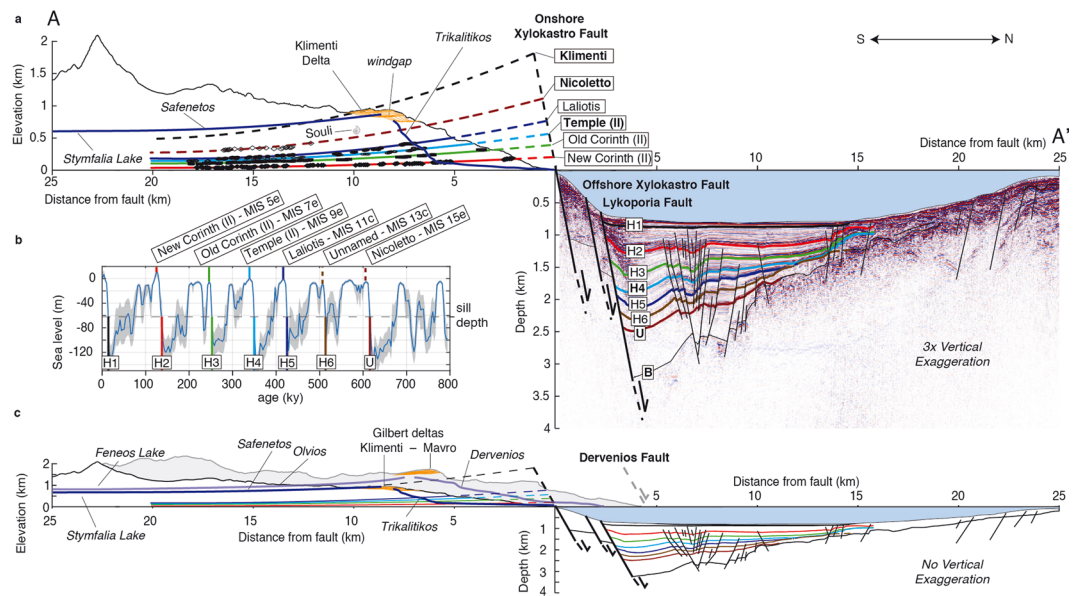 a
A
Onshore
Xylokastro Fault
S
N
Elevation (km)
2
1.5
1
0.5
0
Klimenti
Delta
windgap
Trikalitikos
Safenetos
Souli
Stymfalia Lake
Klimenti
Nicoletto
Laliotis
Temple (II)
Old Corinth (II)
New Corinth (II)
25
20
15
10
5
Distance from fault (km)
Distance from fault (km)
A’
5
10
15
20
25
Offshore Xylokastro Fault
Lykoporia Fault
0.5
1
1.5
2
2.5
3
3.5
4
Depth (km)
H1
H2
H3
H4
H5
H6
U
B
3x Vertical
Exaggeration
b
New Corinth (II) - MIS 5e
Old Corinth (II) - MIS 7e
Temple (II) - MIS 9e
Laliotis - MIS 11c
Unnamed - MIS 13c
Nicoletto - MIS 15e
Sea level (m)
0
-40
-80
-120
sill
depth
H1
H2
H3
H4
H5
H6
U
0
100
200
300
400
500
600
700
800
age (ky)
c
Elevation (km)
2
1
0
Feneos Lake
Safenetos
Olvios
Gilbert deltas
Klimenti – Mavro
Dervenios
Stymfalia Lake
Trikalitikos
25
20
15
10
5
Distance from fault (km)
Dervenios Fault
Distance from fault (km)
5
10
15
20
25
Depth (km)
1
2
3
4
No Vertical
Exaggeration